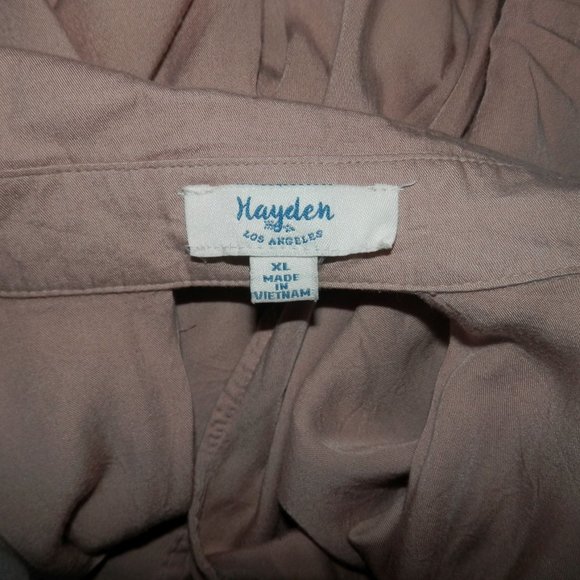 Hayden
LOS ANGELES
XL
MADE
IN
VIETNAM